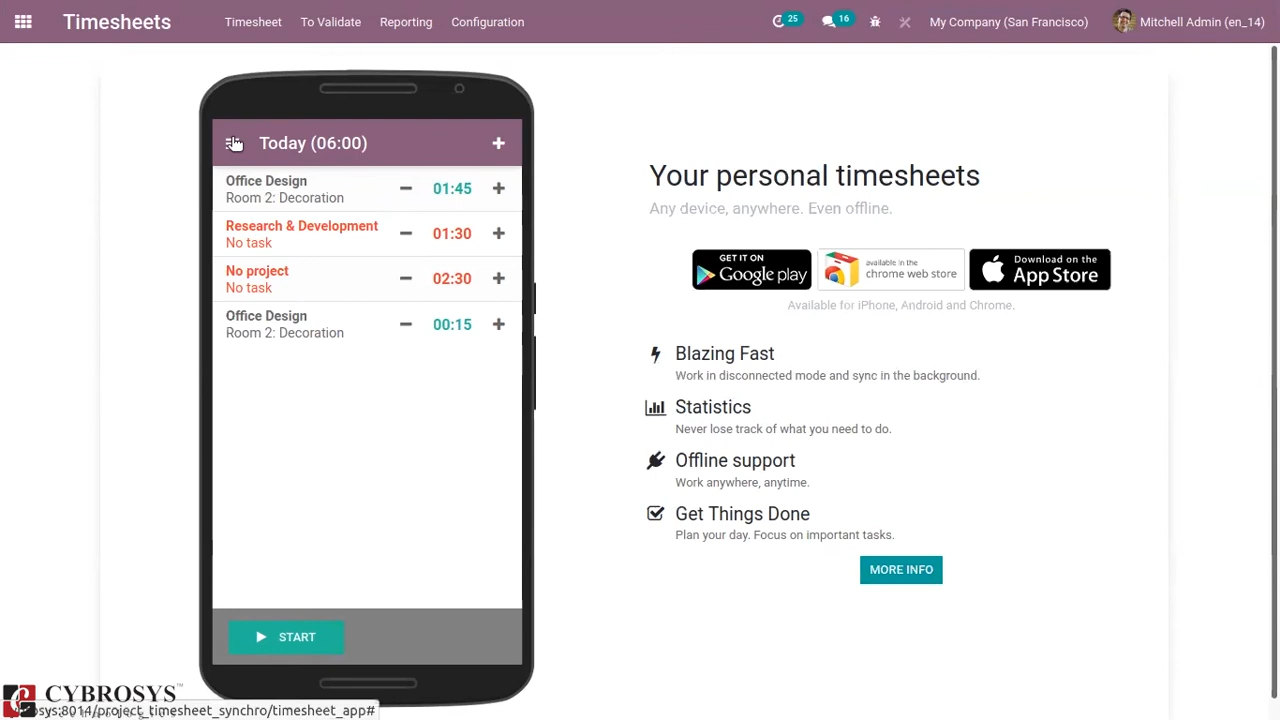 Timesheets
Timesheet
To Validate
Reporting
Configuration
25
16
My Company (San Francisco)
Mitchell Admin (en_14)
Today (06:00)
Office Design
Room 2: Decoration
01:45
Research & Development
No task
01:30
No project
No task
02:30
Office Design
Room 2: Decoration
00:15
START
Your personal timesheets
Any device, anywhere. Even offline.
GET IT ON
Google play
available in the
chrome web store
Download on the
App Store
Available for iPhone, Android and Chrome.
Blazing Fast
Work in disconnected mode and sync in the background.
Statistics
Never lose track of what you need to do.
Offline support
Work anywhere, anytime.
Get Things Done
Plan your day. Focus on important tasks.
MORE INFO
CYBROSYS™
osys:8014/project_timesheet_synchro/timesheet_app#